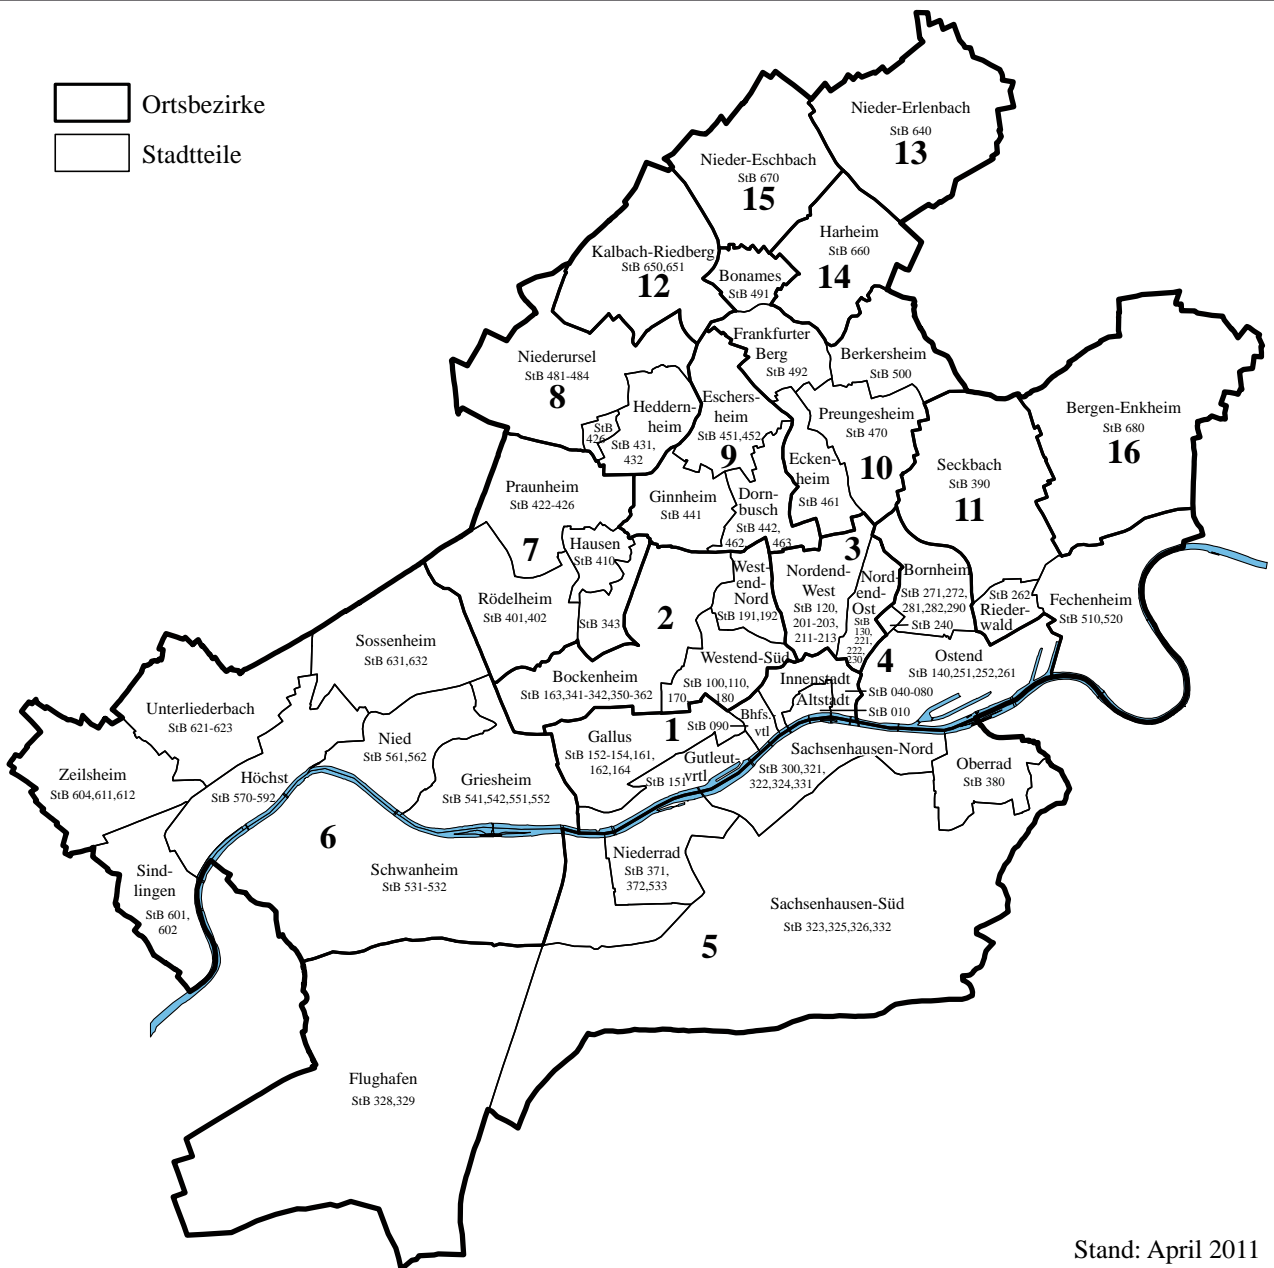 Ortsbezirke
Stadtteile
Nieder-Erlenbach
StB 640
13
Nieder-Eschbach
StB 670
15
Harheim
StB 660
14
Kalbach-Riedberg
StB 650,651
12
Bonames
StB 491
Frankfurter
Berg
StB 492
Berkersheim
StB 500
Niederursel
StB 481-484
8
Heddern-
heim
StB 431,
432
StB
426
Eschers-
heim
StB 451,452
9
Preungesheim
StB 470
10
Bergen-Enkheim
StB 680
16
Seckbach
StB 390
11
Ecken-
heim
StB 461
Praunheim
StB 422-426
7
Ginnheim
StB 441
Dorn-
busch
StB 442,
462, 463
Hausen
StB 410
3
Nordend-
West
StB 120,
201-203,
211-213
Nord-
end-
Ost
StB
130,
221,
222,
230
Bornheim
StB 271,272,
281,282,290
StB 240
StB 262
Rieder-
wald
Fechenheim
StB 510,520
West-
end-
Nord
StB 191,192
2
Rödelheim
StB 401,402
StB 343
Sossenheim
StB 631,632
Bockenheim
StB 163,341-342,350-362
Westend-Süd
StB 100,110,
170 180
4
Ostend
StB 140,251,252,261
Innenstadt
StB 040-080
Altstadt
StB 010
Unterliederbach
StB 621-623
Nied
StB 561,562
Gallus
StB 152-154,161,
162,164
1
StB 090
Bhfs.
vtl
Gutleut-
vrtl
StB 151
Sachsenhausen-Nord
StB 300,321,
322,324,331
Oberrad
StB 380
Zeilsheim
StB 604,611,612
Höchst
StB 570-592
Griesheim
StB 541,542,551,552
6
Schwanheim
StB 531-532
Niederrad
StB 371,
372,533
Sind-
lingen
StB 601,
602
Sachsenhausen-Süd
StB 323,325,326,332
5
Flughafen
StB 328,329
Stand: April 2011